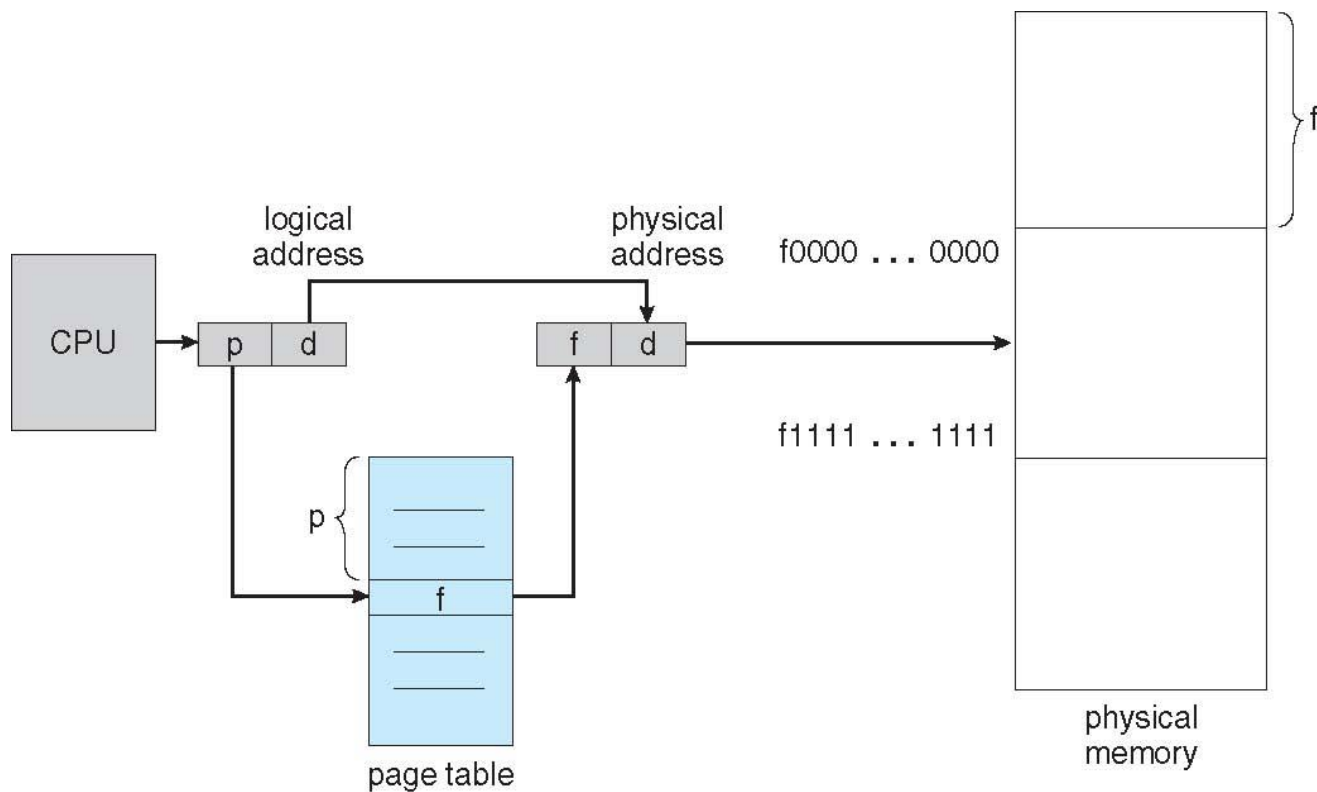 f
logical
address
physical
address
f0000 ... 0000
CPU
p d
f d
f1111 ... 1111
p
f
page table
physical
memory